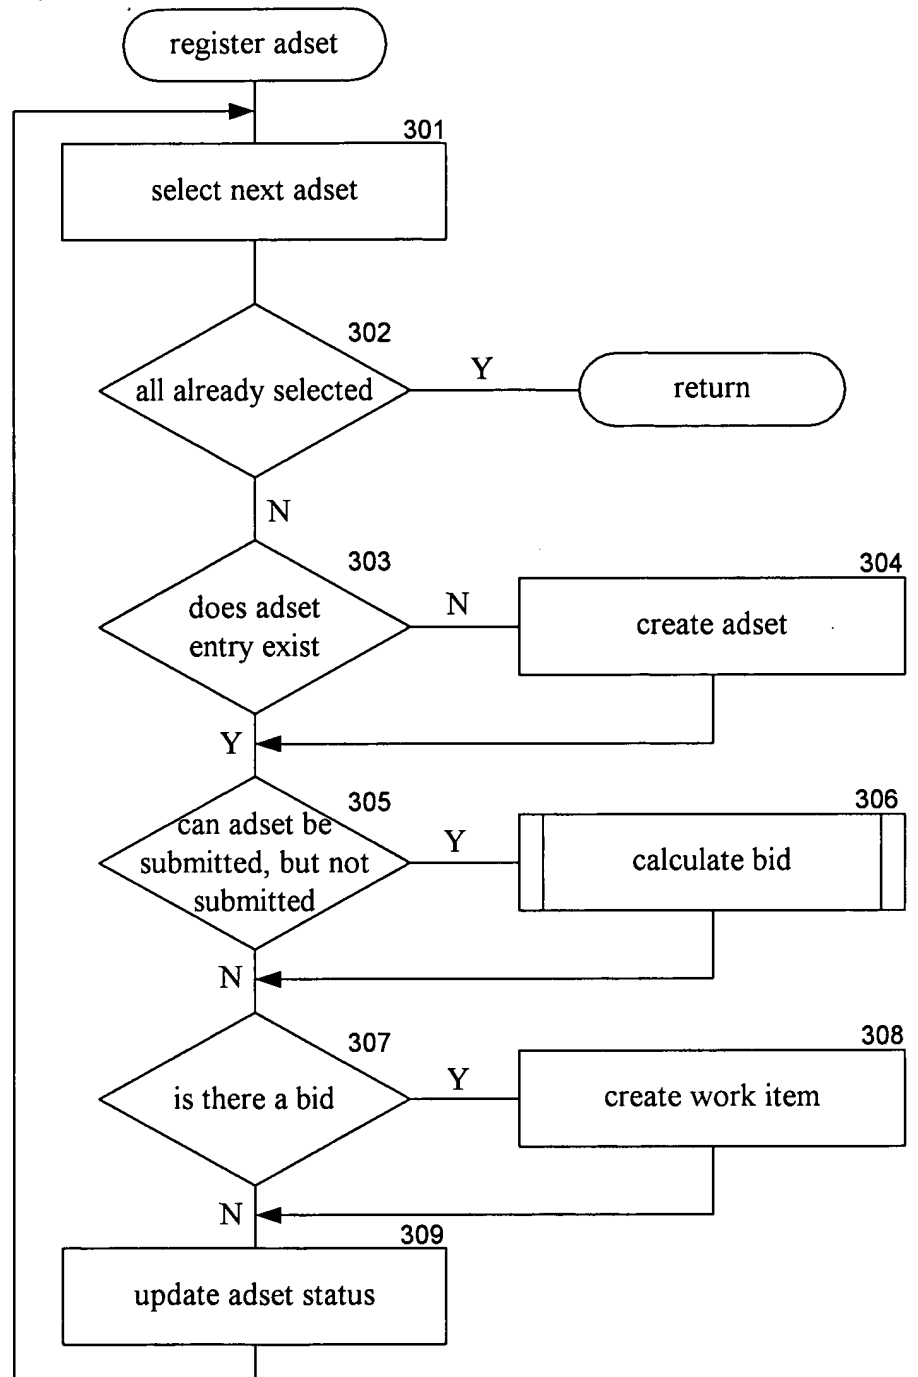 register adset
301
select next adset
302
all already selected
Y
return
N
303
does adset
entry exist
N
304
create adset
Y
305
can adset be
submitted, but not
submitted
Y
306
calculate bid
N
307
is there a bid
Y
308
create work item
N
309
update adset status